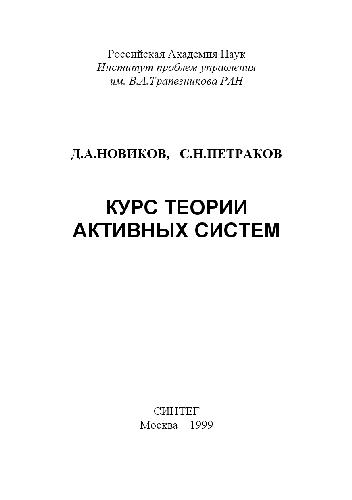 Российская Академия Наук
Институт проблем управления
им. В.А.Трапезникова РАН
Д.А.НОВИКОВ, С.Н.ПЕТРАКОВ
КУРС ТЕОРИИ
АКТИВНЫХ СИСТЕМ
СИНТЕГ
Москва – 1999